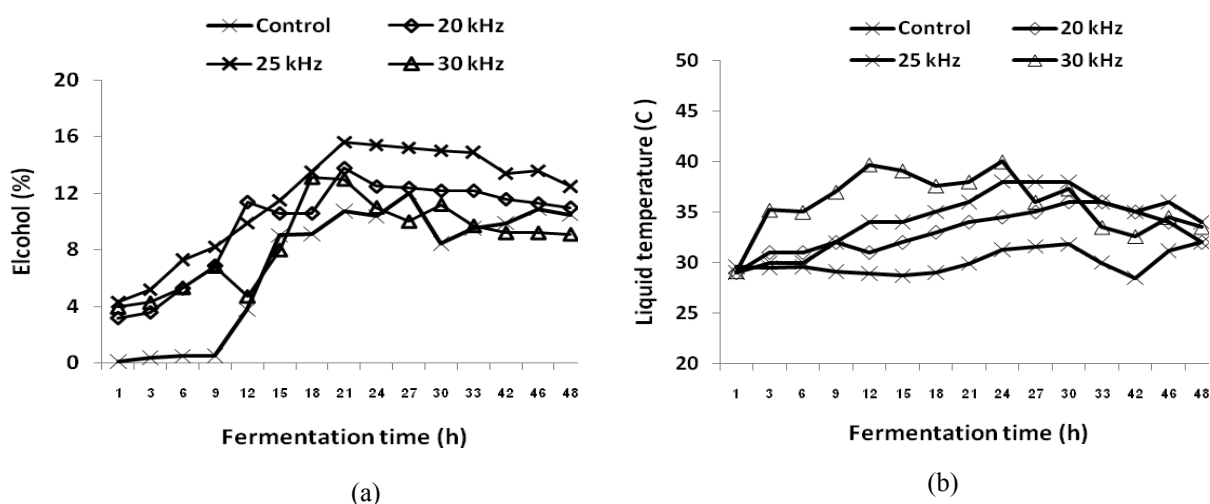 Control 20 kHz
25 kHz 30 kHz
20
16
12
8
4
0
Elcohol (%)
1 3 6 9 12 15 18 21 24 27 30 33 42 46 48
Fermentation time (h)
(a)
Control 20 kHz
25 kHz 30 kHz
50
45
40
35
30
25
20
Liquid temperature (C )
1 3 6 9 12 15 18 21 24 27 30 33 42 46 48
Fermentation time (h)
(b)